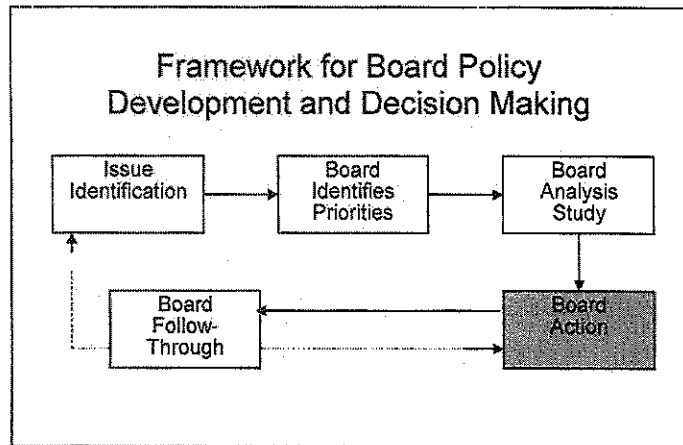 Framework for Board Policy
Development and Decision Making
Issue
Identification
Board
Identifies
Priorities
Board
Analysis
Study
Board
Follow-
Through
Board
Action